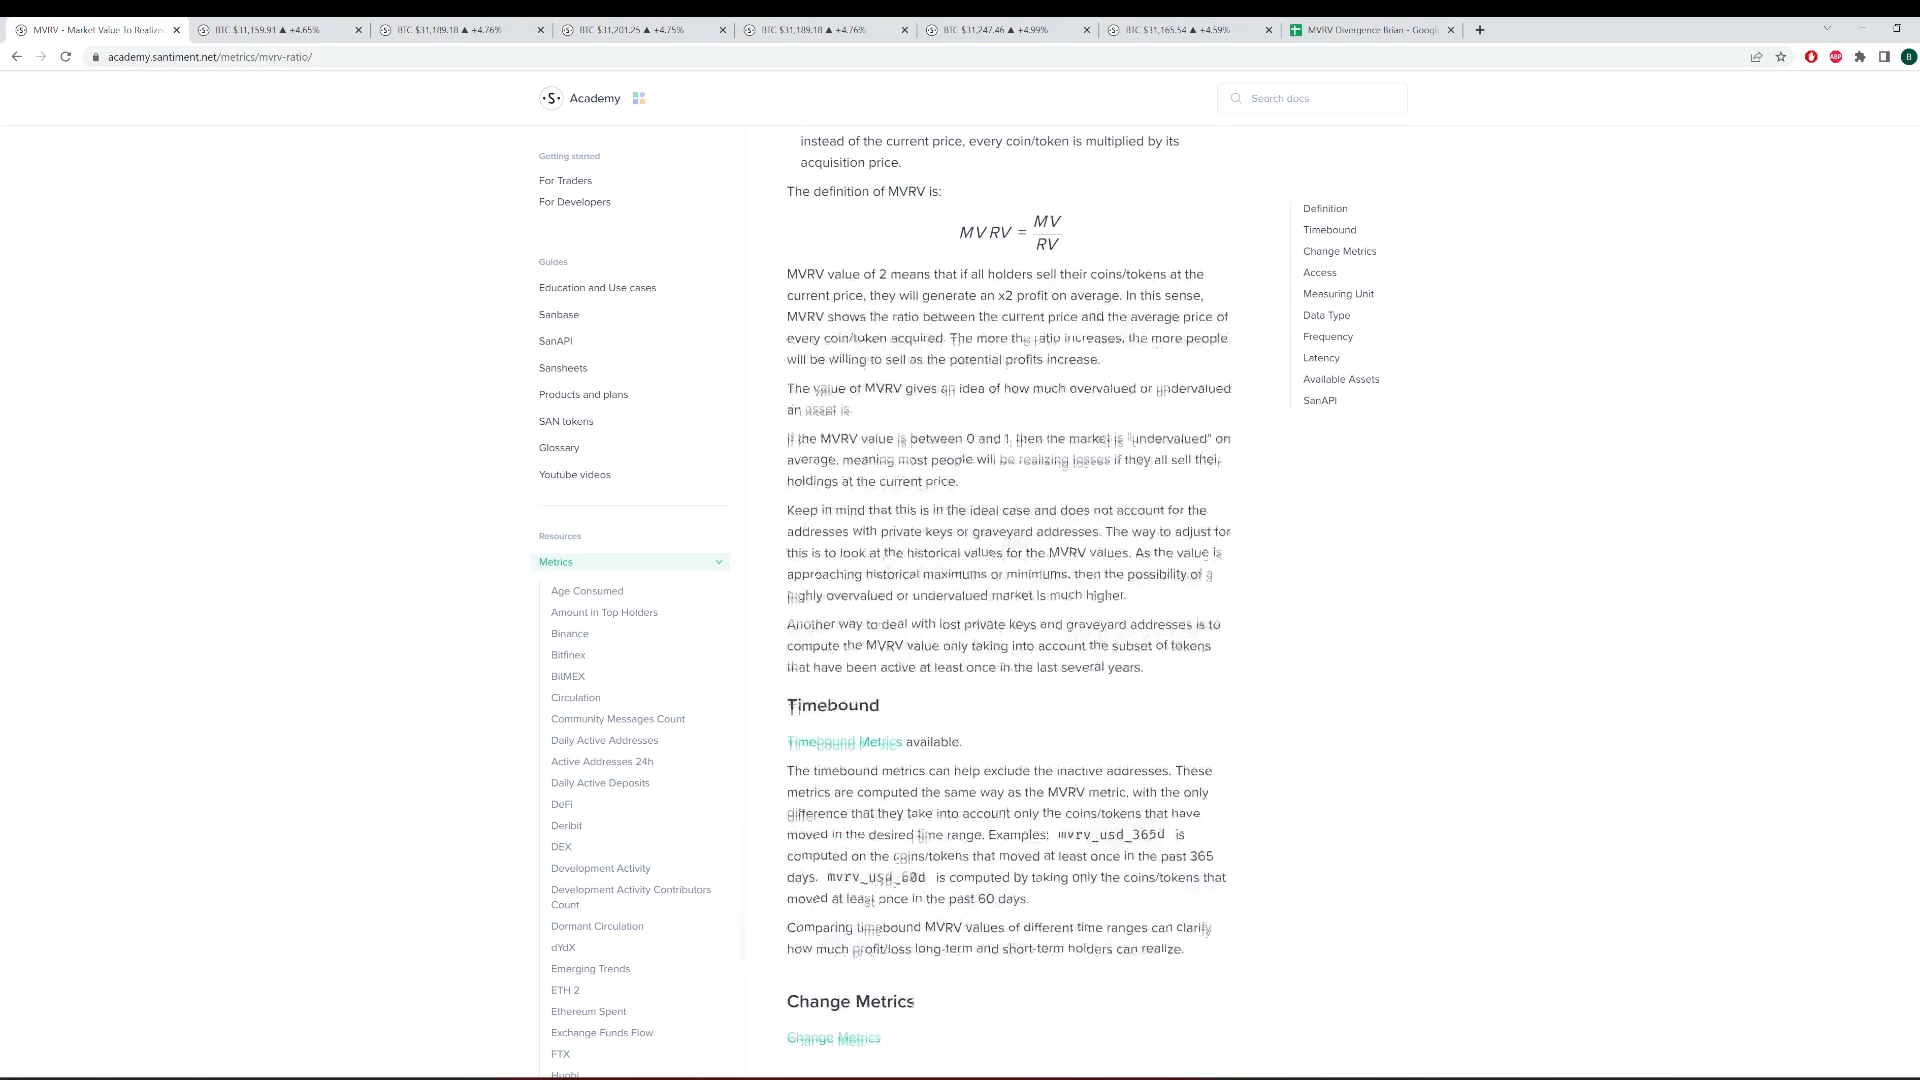 MVRV - Market Value To Realized
BTC $31,159.91 ▲ +4.65%
BTC $31,189.18 ▲ +4.76%
BTC $31,201.25 ▲ +4.75%
BTC $31,189.18 ▲ +4.76%
BTC $31,247.46 ▲ +4.99%
BTC $31,165.54 ▲ +4.59%
MVRV Divergence Brian - Google
academy.santiment.net/metrics/mvrv-ratio/
ABP
B
·S· Academy
Search docs
Getting started
For Traders
For Developers
Guides
Education and Use cases
Sanbase
SanAPI
Sansheets
Products and plans
SAN tokens
Glossary
Youtube videos
Resources
Metrics
Age Consumed
Amount in Top Holders
Binance
Bitfinex
BitMEX
Circulation
Community Messages Count
Daily Active Addresses
Active Addresses 24h
Daily Active Deposits
DeFi
Deribit
DEX
Development Activity
Development Activity Contributors
Count
Dormant Circulation
dYdX
Emerging Trends
ETH 2
Ethereum Spent
Exchange Funds Flow
FTX
Huobi
instead of the current price, every coin/token is multiplied by its
acquisition price.
The definition of MVRV is:
MVRV = MV
RV
MVRV value of 2 means that if all holders sell their coins/tokens at the
current price, they will generate an x2 profit on average. In this sense,
MVRV shows the ratio between the current price and the average price of
every coin/token acquired. The more the ratio increases, the more people
will be willing to sell as the potential profits increase.
The value of MVRV gives an idea of how much overvalued or undervalued
an asset is.
If the MVRV value is between 0 and 1, then the market is "undervalued" on
average, meaning most people will be realizing losses if they all sell their
holdings at the current price.
Keep in mind that this is in the ideal case and does not account for the
addresses with private keys or graveyard addresses. The way to adjust for
this is to look at the historical values for the MVRV values. As the value is
approaching historical maximums or minimums, then the possibility of a
highly overvalued or undervalued market is much higher.
Another way to deal with lost private keys and graveyard addresses is to
compute the MVRV value only taking into account the subset of tokens
that have been active at least once in the last several years.
Timebound
Timebound Metrics available.
The timebound metrics can help exclude the inactive addresses. These
metrics are computed the same way as the MVRV metric, with the only
difference that they take into account only the coins/tokens that have
moved in the desired time range. Examples: mvrv_usd_365d is
computed on the coins/tokens that moved at least once in the past 365
days. mvrv_usd_60d is computed by taking only the coins/tokens that
moved at least once in the past 60 days.
Comparing timebound MVRV values of different time ranges can clarify
how much profit/loss long-term and short-term holders can realize.
Change Metrics
Change Metrics
Definition
Timebound
Change Metrics
Access
Measuring Unit
Data Type
Frequency
Latency
Available Assets
SanAPI